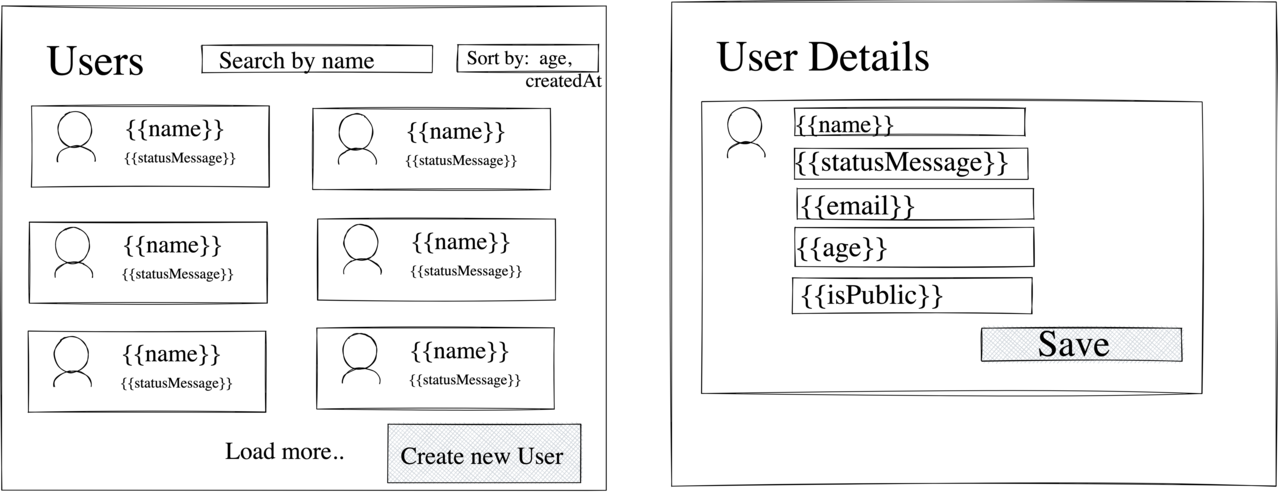 Users
Search by name
Sort by: age,
createdAt
{{name}}
{{statusMessage}}
{{name}}
{{statusMessage}}
{{name}}
{{statusMessage}}
{{name}}
{{statusMessage}}
{{name}}
{{statusMessage}}
{{name}}
{{statusMessage}}
Load more..
Create new User
User Details
{{name}}
{{statusMessage}}
{{email}}
{{age}}
{{isPublic}}
Save